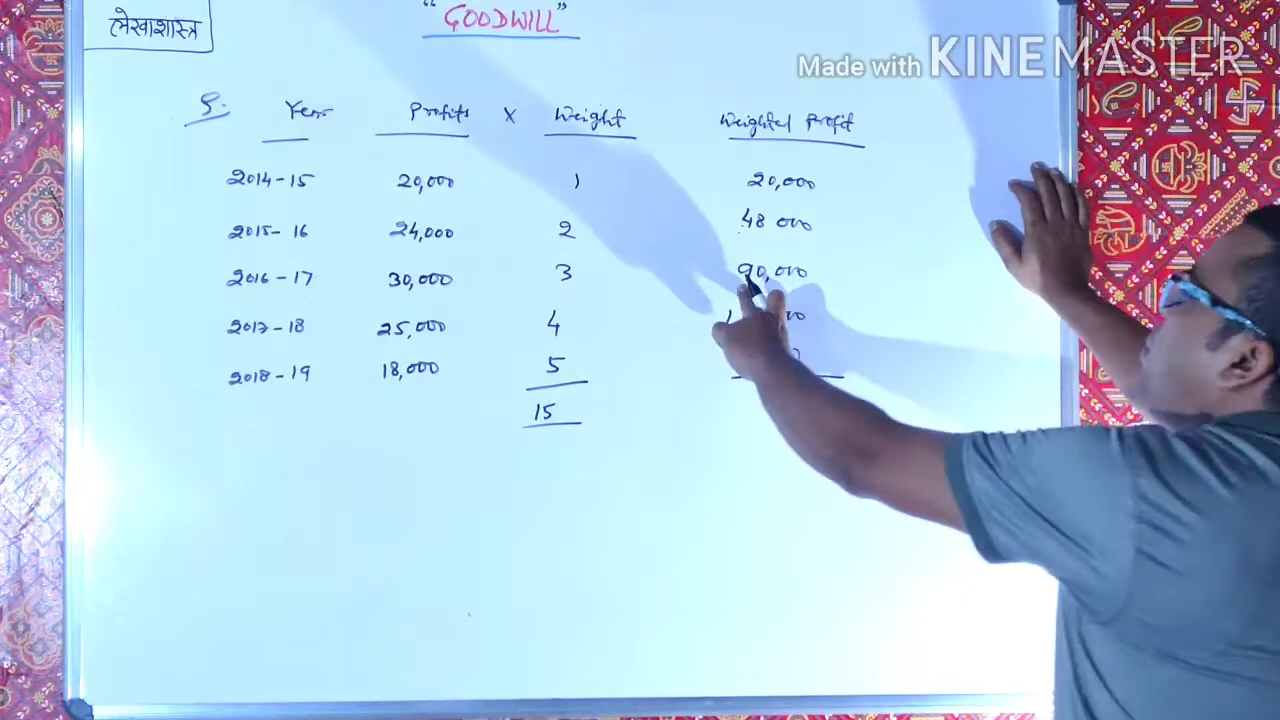 लेखाशास्त्र
"GOODWILL"
Made with KINEMASTER
Q. Year Profits X Weight Weighted Profit
2014-15 20,000 1 20,000
2015-16 24,000 2 48 000
2016-17 30,000 3 90,000
2017-18 25,000 4
2018-19 18,000 5
15